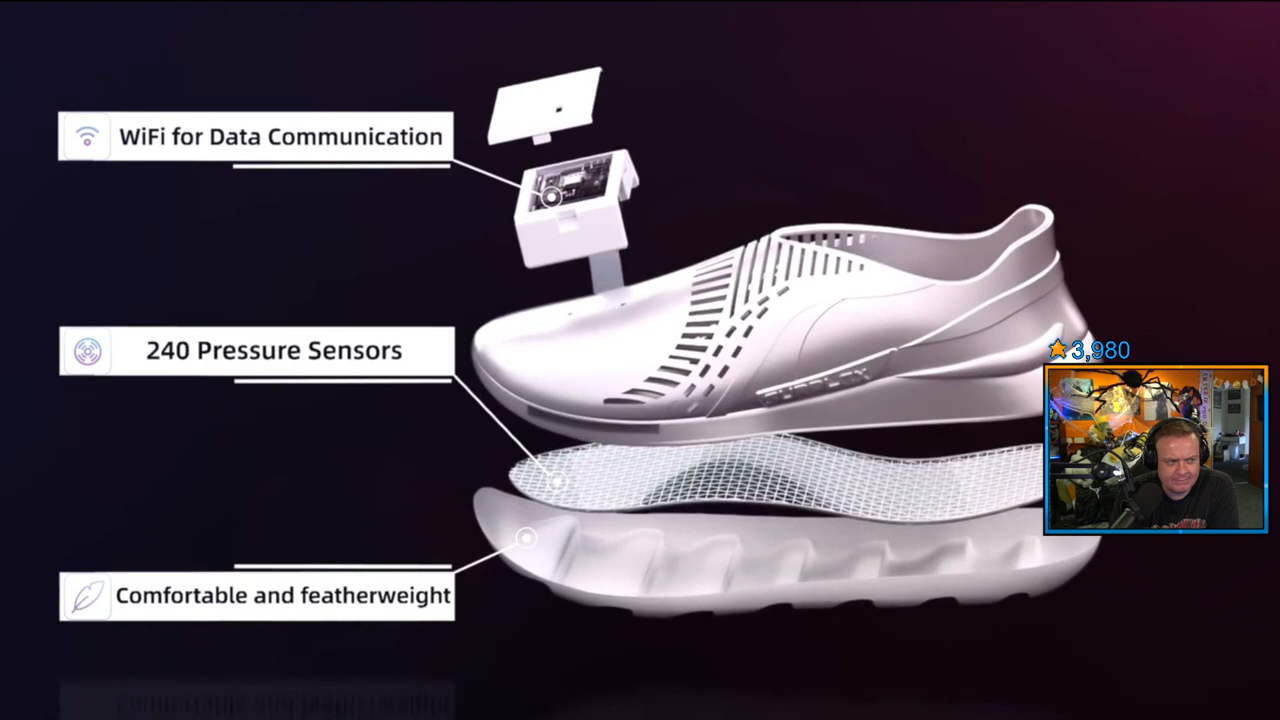 WiFi for Data Communication
240 Pressure Sensors
3,980
Comfortable and featherweight